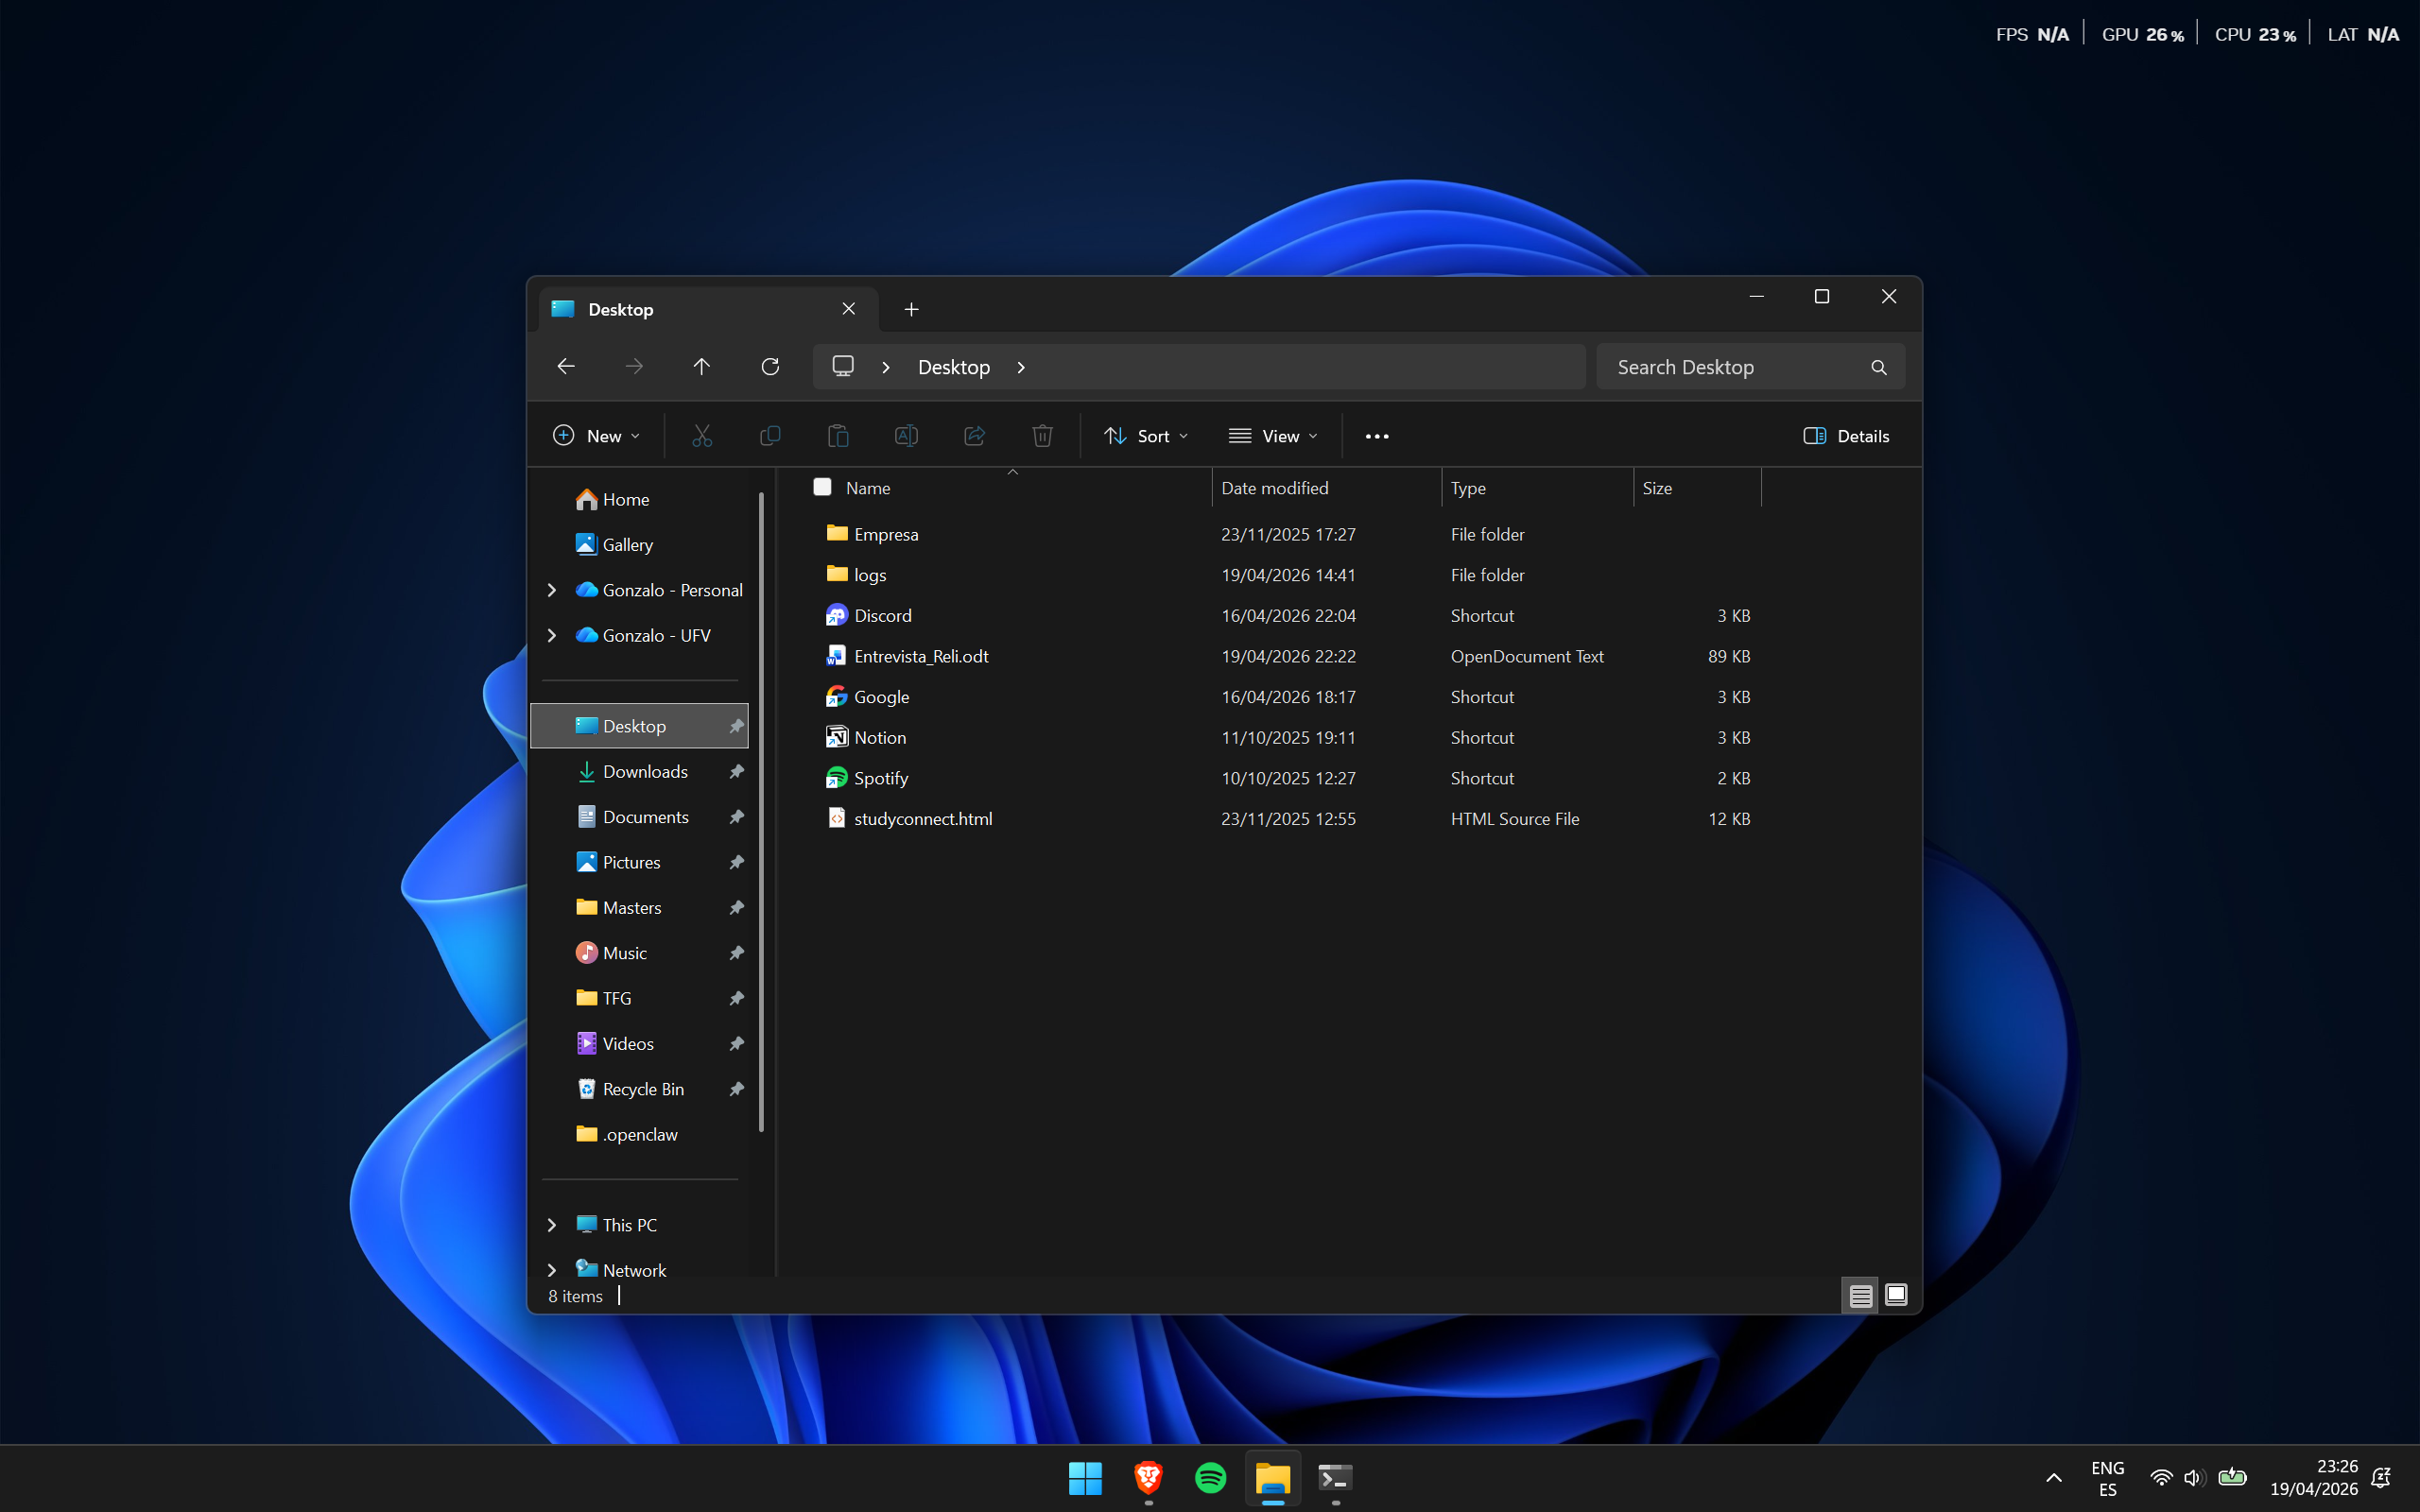 FPS N/A GPU 26 % CPU 23 % LAT N/A
Desktop
Desktop
Search Desktop
New
Sort
View
Details
Name Date modified Type Size
Home
Gallery
Gonzalo - Personal
Gonzalo - UFV
Desktop
Downloads
Documents
Pictures
Masters
Music
TFG
Videos
Recycle Bin
.openclaw
This PC
Network
Empresa 23/11/2025 17:27 File folder
logs 19/04/2026 14:41 File folder
Discord 16/04/2026 22:04 Shortcut 3 KB
Entrevista_Reli.odt 19/04/2026 22:22 OpenDocument Text 89 KB
Google 16/04/2026 18:17 Shortcut 3 KB
Notion 11/10/2025 19:11 Shortcut 3 KB
Spotify 10/10/2025 12:27 Shortcut 2 KB
studyconnect.html 23/11/2025 12:55 HTML Source File 12 KB
8 items
ENG
ES
23:26
19/04/2026